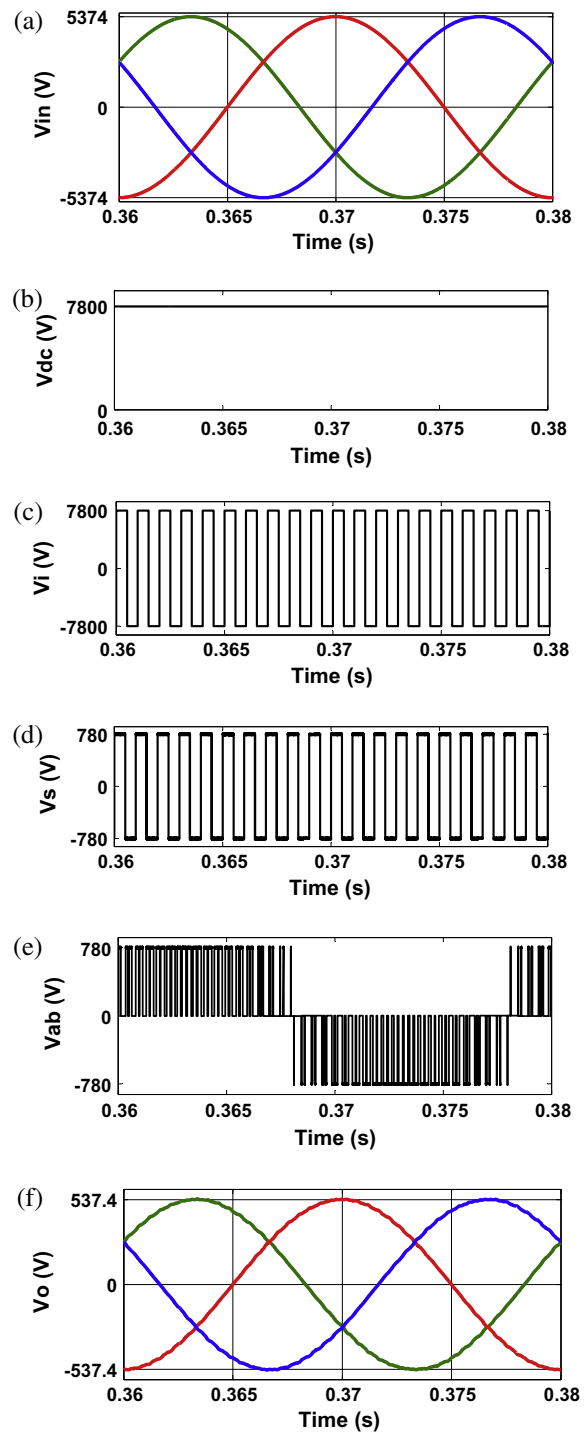 (a)
Vin (V)
5374
0
-5374
0.36 0.365 0.37 0.375 0.38
Time (s)
(b)
Vdc (V)
7800
0
0.36 0.365 0.37 0.375 0.38
Time (s)
(c)
Vi (V)
7800
0
-7800
0.36 0.365 0.37 0.375 0.38
Time (s)
(d)
Vs (V)
780
0
-780
0.36 0.365 0.37 0.375 0.38
Time (s)
(e)
Vab (V)
780
0
-780
0.36 0.365 0.37 0.375 0.38
Time (s)
(f)
Vo (V)
537.4
0
-537.4
0.36 0.365 0.37 0.375 0.38
Time (s)